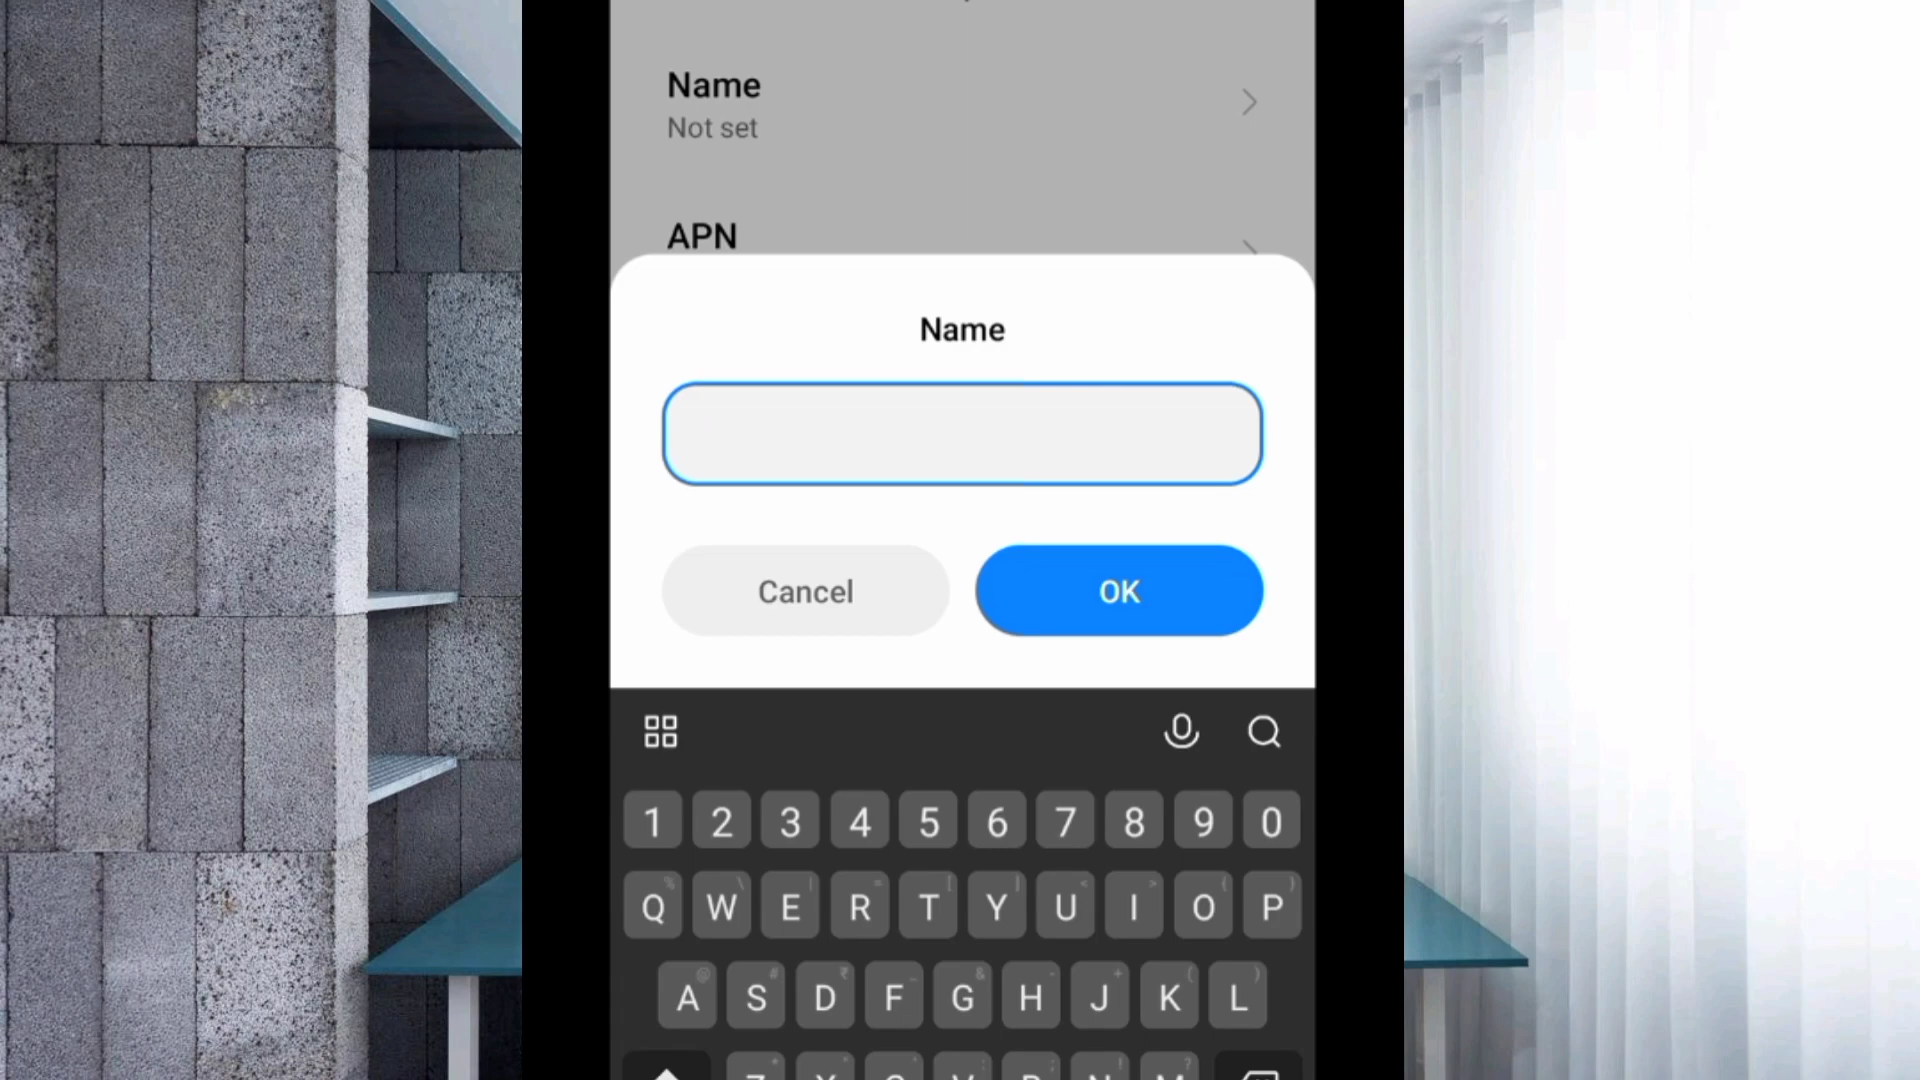 Name
Not set
APN
Name
Cancel
OK
1 2 3 4 5 6 7 8 9 0
Q W E R T Y U I O P
A S D F G H J K L